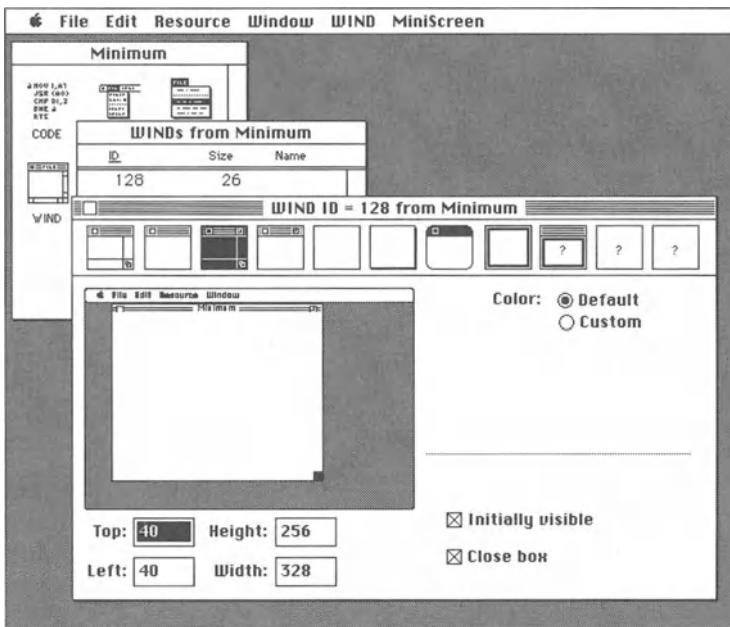 File Edit Resource Window WIND MiniScreen
Minimum
CODE
WINDs from Minimum
ID Size Name
128 26
WIND
WIND ID = 128 from Minimum
? ? ?
File Edit Resource Window
Minimum
Color: Default
Custom
Top: 40 Height: 256
Left: 40 Width: 328
Initially visible
Close box